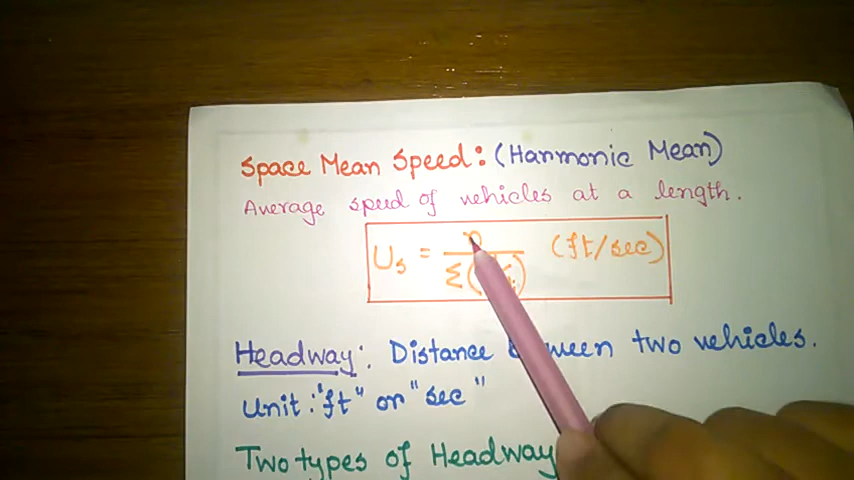 Space Mean Speed: (Harmonic Mean)
Average speed of vehicles at a length.
Us = n / Σ( ) (ft/sec)
Headway: Distance between two vehicles.
Unit: "ft" or "sec"
Two types of Headway